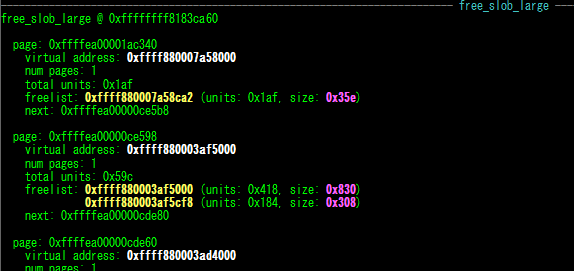 free_slob_large
free_slob_large @ 0xffffffff8183ca60
page: 0xffffea00001ac340
virtual address: 0xffff880007a58000
num pages: 1
total units: 0x1af
freelist: 0xffff880007a58ca2 (units: 0x1af, size: 0x35e)
next: 0xffffea00000ce5b8
page: 0xffffea00000ce598
virtual address: 0xffff880003af5000
num pages: 1
total units: 0x59c
freelist: 0xffff880003af5000 (units: 0x418, size: 0x830)
0xffff880003af5cf8 (units: 0x184, size: 0x308)
next: 0xffffea00000cde80
page: 0xffffea00000cde60
virtual address: 0xffff880003ad4000
num pages: 1